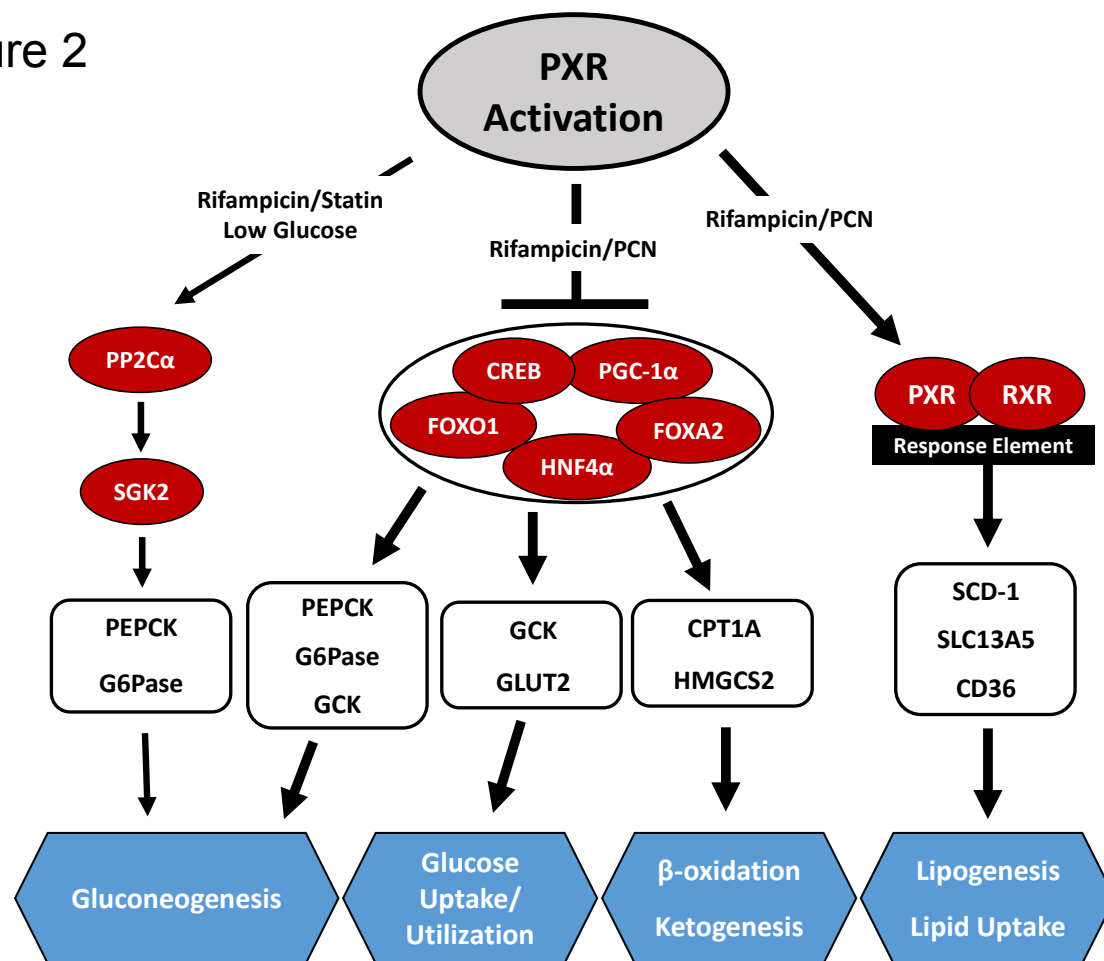 ure 2
PXR
Activation
Rifampicin/Statin
Low Glucose
Rifampicin/PCN
Rifampicin/PCN
PP2Cα
SGK2
CREB
PGC-1α
FOXO1
FOXA2
HNF4α
PXR
RXR
Response Element
PEPCK
G6Pase
PEPCK
G6Pase
GCK
GCK
GLUT2
CPT1A
HMGCS2
SCD-1
SLC13A5
CD36
Gluconeogenesis
Glucose
Uptake/
Utilization
β-oxidation
Ketogenesis
Lipogenesis
Lipid Uptake